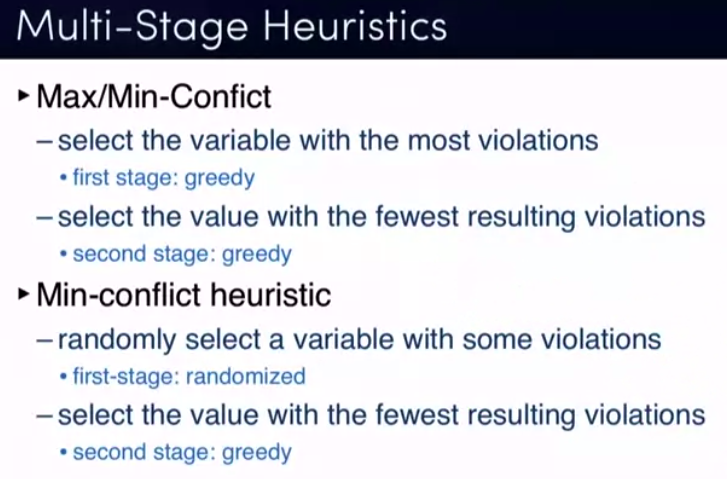 Multi-Stage Heuristics
▸ Max/Min-Confict
– select the variable with the most violations
• first stage: greedy
– select the value with the fewest resulting violations
• second stage: greedy
▸ Min-conflict heuristic
– randomly select a variable with some violations
• first-stage: randomized
– select the value with the fewest resulting violations
• second stage: greedy